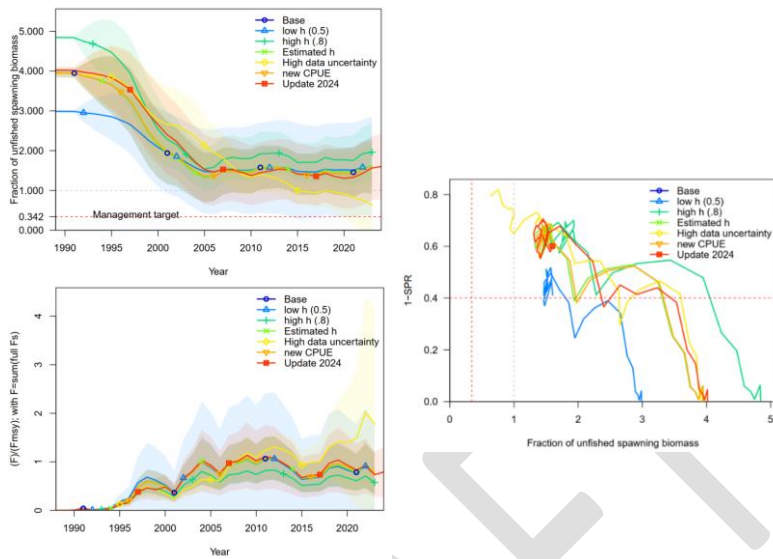 Fraction of unfished spawning biomass
5.000
4.000
3.000
2.000
1.000
0.342
0.000
Base
low h (0.5)
high h (.8)
Estimated h
High data uncertainty
new CPUE
Update 2024
Management target
1990 1995 2000 2005 2010 2015 2020
Year
(F)/(Fmsy); with F=sum(full Fs)
4
3
2
1
0
Base
low h (0.5)
high h (.8)
Estimated h
High data uncertainty
new CPUE
Update 2024
1990 1995 2000 2005 2010 2015 2020
Year
1-SPR
0.8
0.6
0.4
0.2
0.0
Base
low h (0.5)
high h (.8)
Estimated h
High data uncertainty
new CPUE
Update 2024
0 1 2 3 4 5
Fraction of unfished spawning biomass